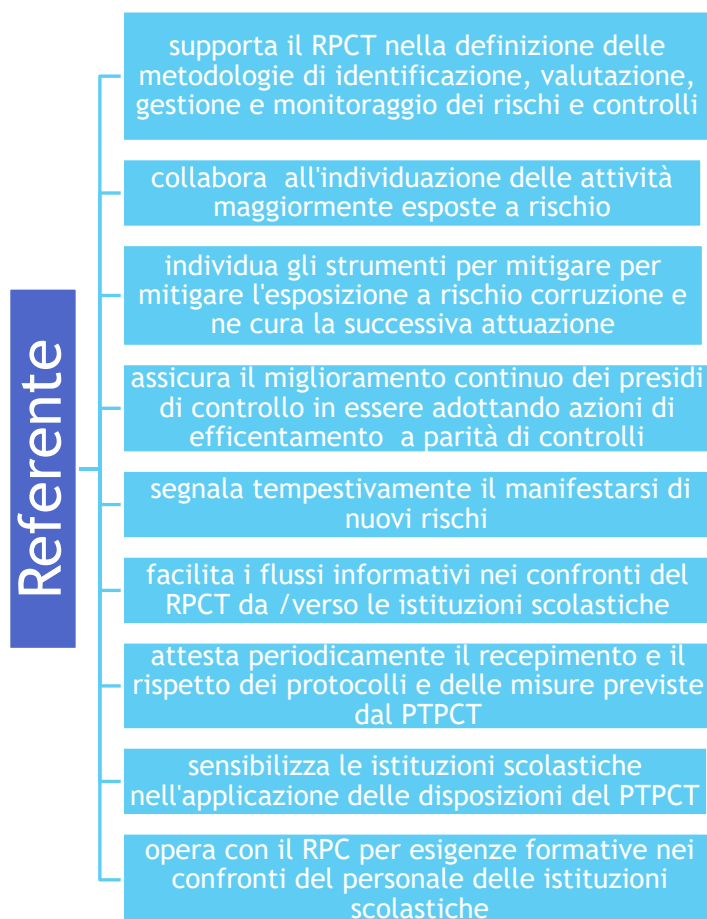 Referente
supporta il RPCT nella definizione delle
metodologie di identificazione, valutazione,
gestione e monitoraggio dei rischi e controlli
collabora  all'individuazione delle attività
maggiormente esposte a rischio
individua gli strumenti per mitigare per
mitigare l'esposizione a rischio corruzione e
ne cura la successiva attuazione
assicura il miglioramento continuo dei presidi
di controllo in essere adottando azioni di
efficentamento  a parità di controlli
segnala tempestivamente il manifestarsi di
nuovi rischi
facilita i flussi informativi nei confronti del
RPCT da /verso le istituzioni scolastiche
attesta periodicamente il recepimento e il
rispetto dei protocolli e delle misure previste
dal PTPCT
sensibilizza le istituzioni scolastiche
nell'applicazione delle disposizioni del PTPCT
opera con il RPC per esigenze formative nei
confronti del personale delle istituzioni
scolastiche